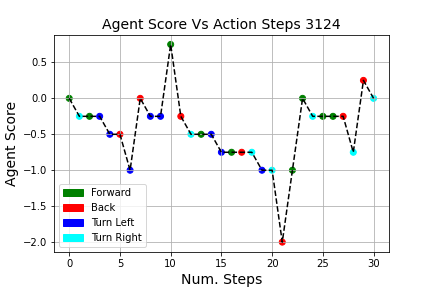 Agent Score Vs Action Steps 3124
Agent Score
0.5
0.0
−0.5
−1.0
−1.5
−2.0
Forward
Back
Turn Left
Turn Right
0 5 10 15 20 25 30
Num. Steps